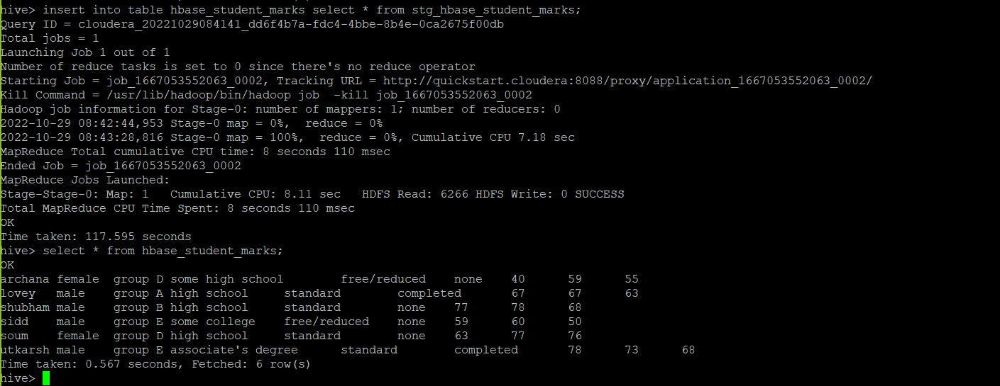 hive> insert into table hbase_student_marks select * from stg_hbase_student_marks;
Query ID = cloudera_20221029084141_dd6f4b7a-fdc4-4bbe-8b4e-0ca2675f00db
Total jobs = 1
Launching Job 1 out of 1
Number of reduce tasks is set to 0 since there's no reduce operator
Starting Job = job_1667053552063_0002, Tracking URL = http://quickstart.cloudera:8088/proxy/application_1667053552063_0002/
Kill Command = /usr/lib/hadoop/bin/hadoop job  -kill job_1667053552063_0002
Hadoop job information for Stage-0: number of mappers: 1; number of reducers: 0
2022-10-29 08:42:44,953 Stage-0 map = 0%,  reduce = 0%
2022-10-29 08:43:28,816 Stage-0 map = 100%,  reduce = 0%, Cumulative CPU 7.18 sec
MapReduce Total cumulative CPU time: 8 seconds 110 msec
Ended Job = job_1667053552063_0002
MapReduce Jobs Launched:
Stage-Stage-0: Map: 1   Cumulative CPU: 8.11 sec   HDFS Read: 6266 HDFS Write: 0 SUCCESS
Total MapReduce CPU Time Spent: 8 seconds 110 msec
OK
Time taken: 117.595 seconds
hive> select * from hbase_student_marks;
OK
archana female  group D some high school        free/reduced    none    40      59      55
lovey   male    group A high school     standard        completed       67      67      63
shubham male    group B high school     standard        none    77      78      68
sidd    male    group E some college    free/reduced    none    59      60      50
soum    female  group D high school     standard        none    63      77      76
utkarsh male    group E associate's degree      standard        completed       78      73      68
Time taken: 0.567 seconds, Fetched: 6 row(s)
hive>